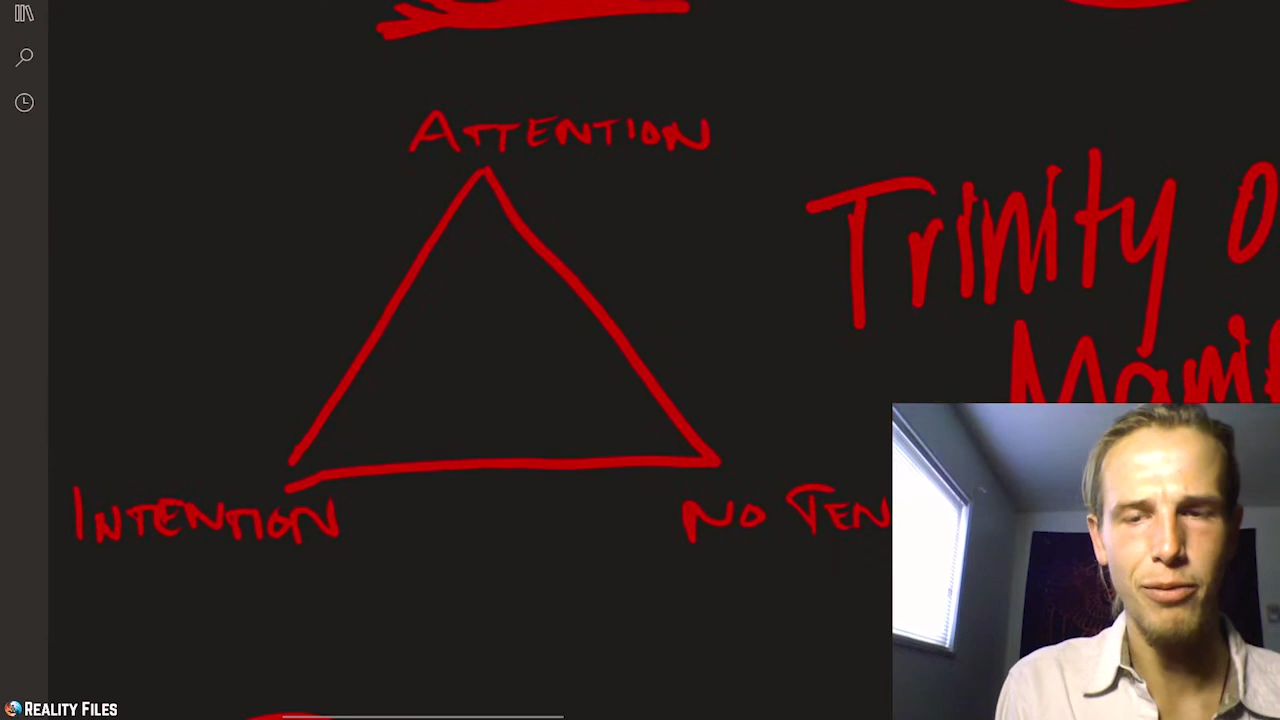 ATTENTION
Trinity
INTENTION
NO TEN
REALITY FILES